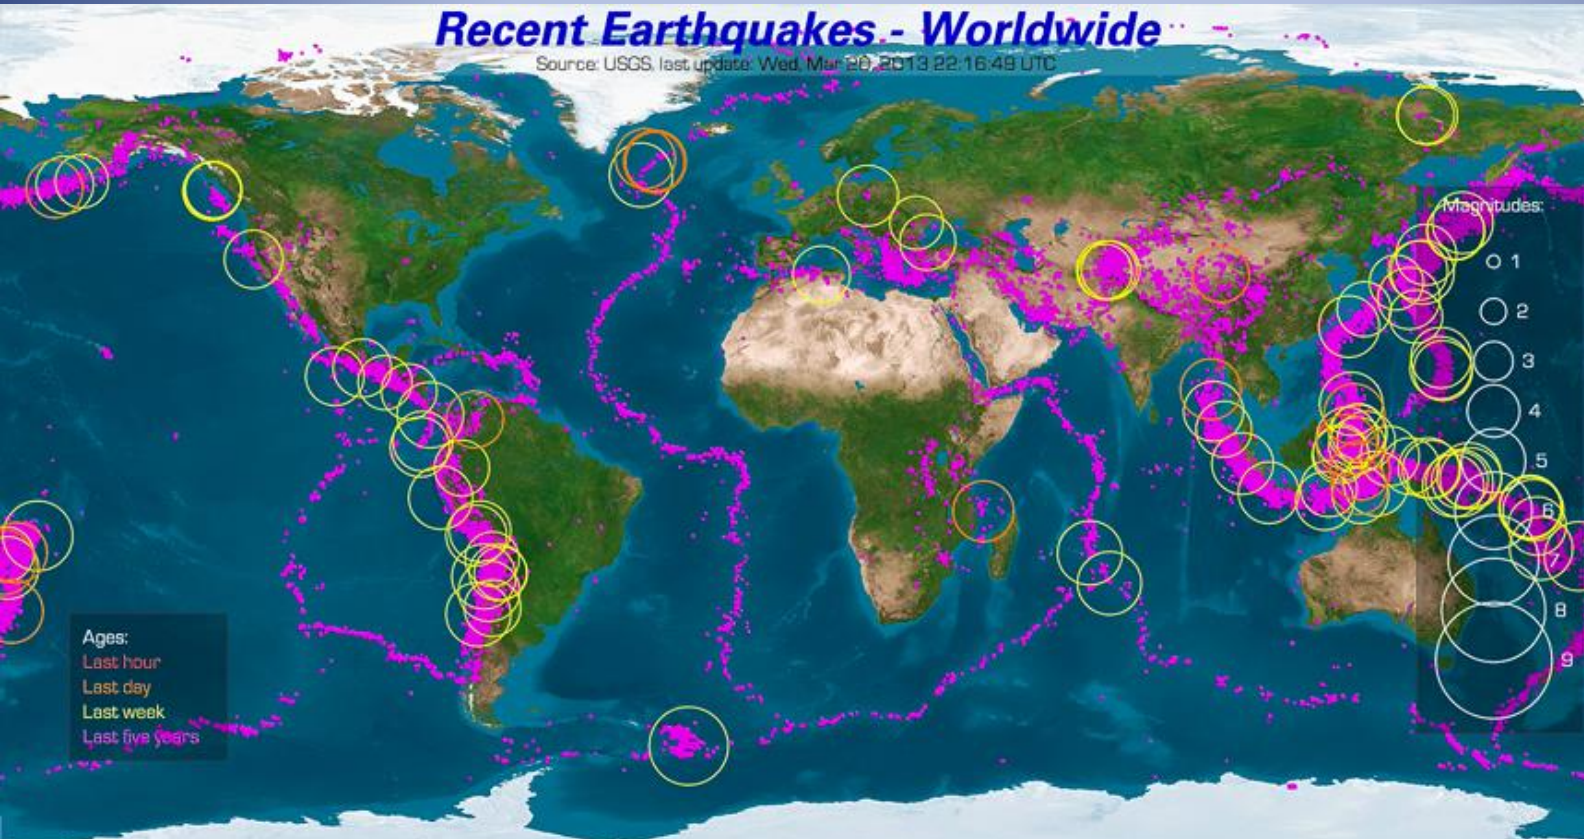 Recent Earthquakes - Worldwide
Source: USGS, last update: Wed, Mar 20, 2013 22:16:49 UTC
Magnitudes:
1
2
3
4
5
6
7
8
9
Ages:
Last hour
Last day
Last week
Last five years